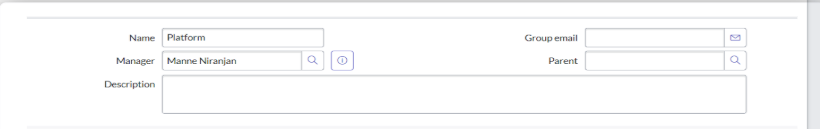 Name Platform Group email
Manager Manne Niranjan Parent
Description